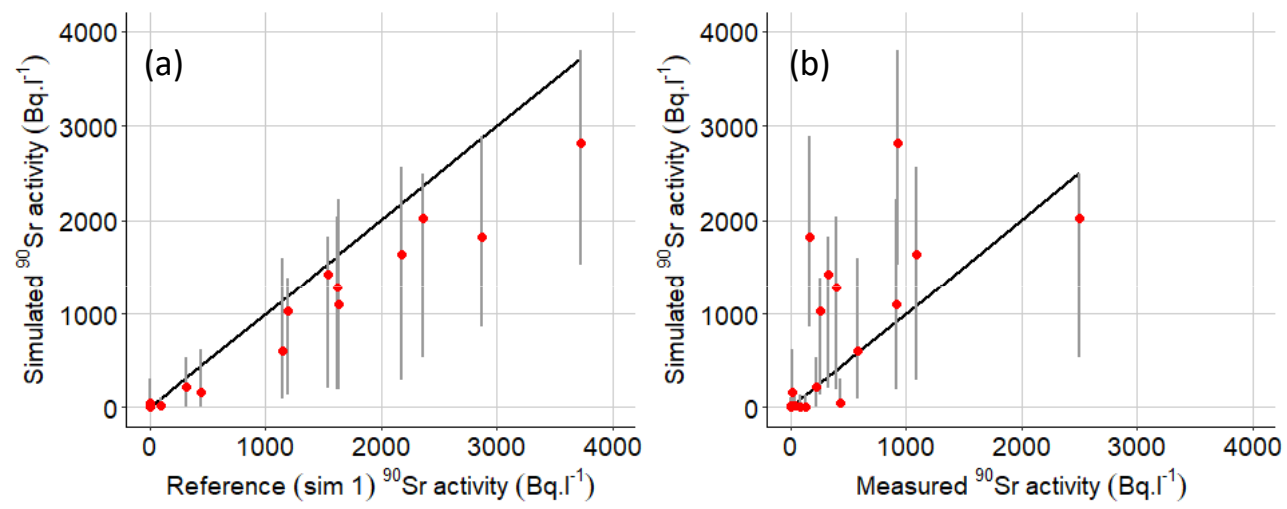 (a)
4000
3000
2000
1000
0
Simulated ⁹⁰Sr activity (Bq.l⁻¹)
0 1000 2000 3000 4000
Reference (sim 1) ⁹⁰Sr activity (Bq.l⁻¹)
(b)
4000
3000
2000
1000
0
Simulated ⁹⁰Sr activity (Bq.l⁻¹)
0 1000 2000 3000 4000
Measured ⁹⁰Sr activity (Bq.l⁻¹)